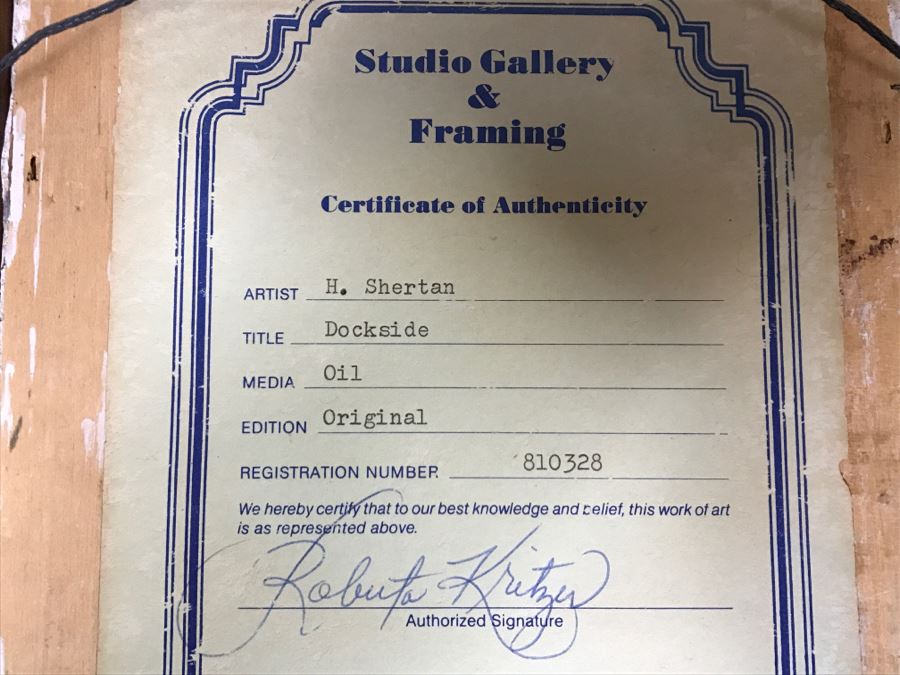 Studio Gallery
&
Framing
Certificate of Authenticity
ARTIST H. Shertan
TITLE Dockside
MEDIA Oil
EDITION Original
REGISTRATION NUMBER 810328
We hereby certify that to our best knowledge and belief, this work of art
is as represented above.
Roberta Kritzer
Authorized Signature